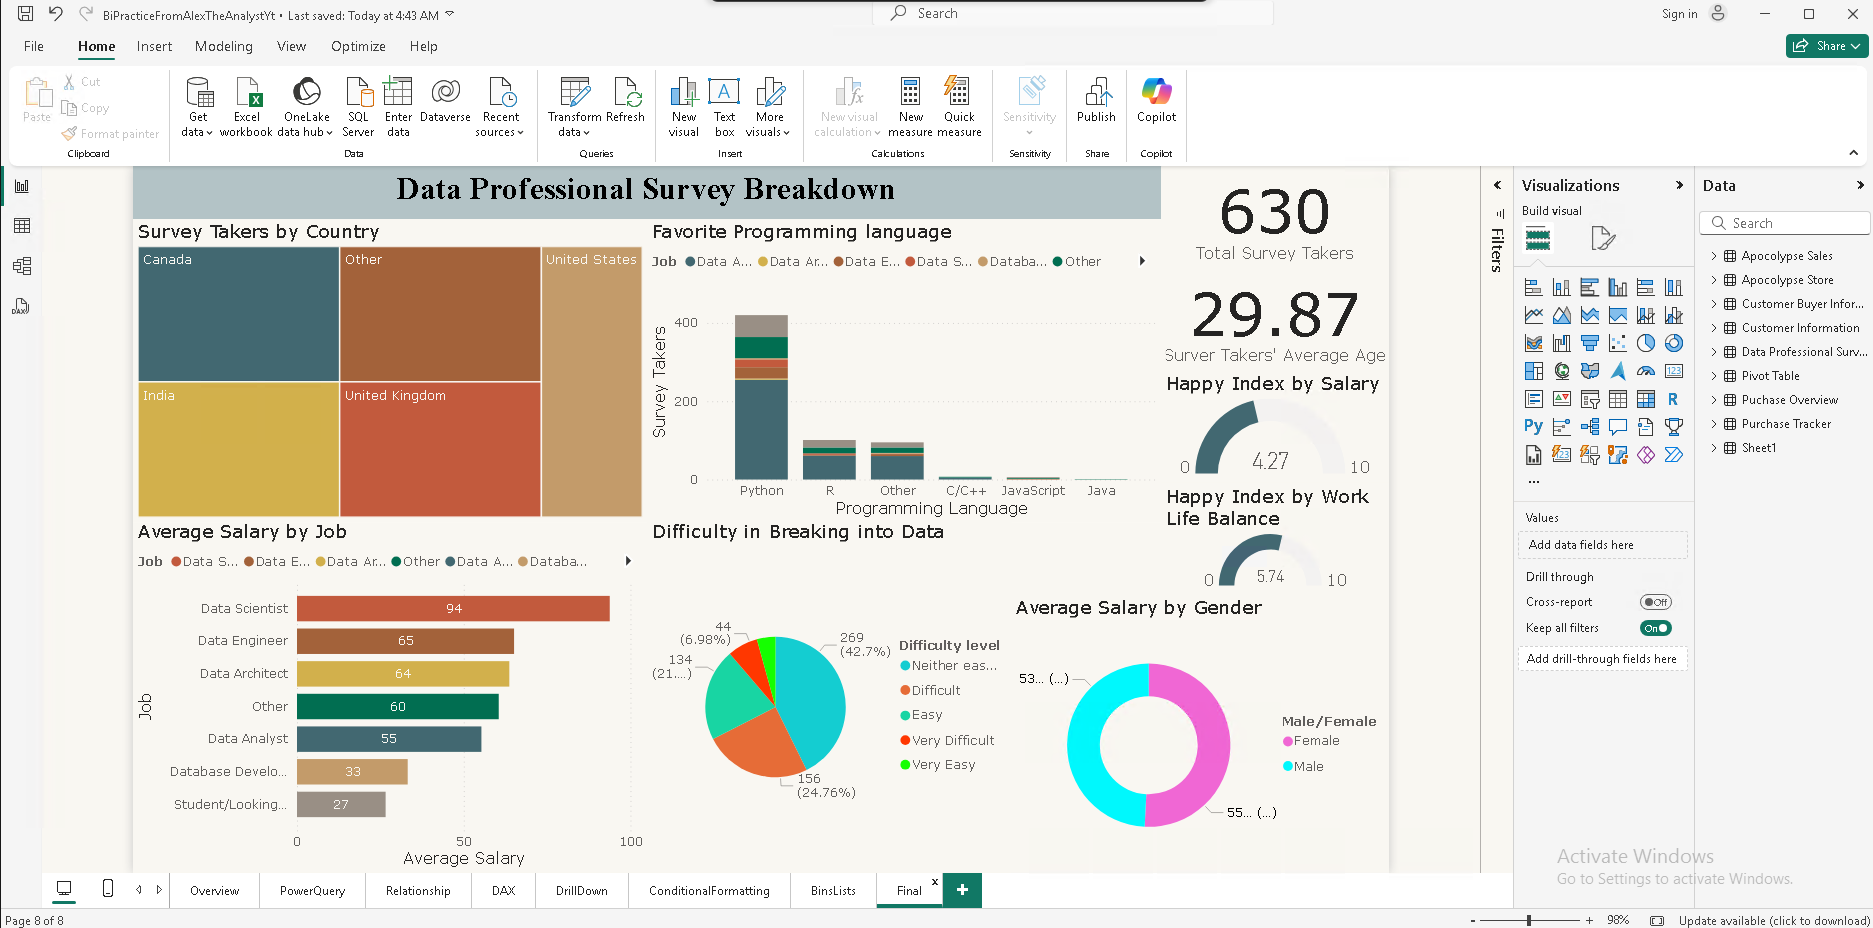 BiPracticeFromAlexTheAnalystYt • Last saved: Today at 4:43 AM
Search
Sign in
File Home Insert Modeling View Optimize Help
Share
Paste
Cut
Copy
Format painter
Clipboard
Get data
Excel workbook
OneLake data hub
SQL Server
Enter data
Dataverse
Recent sources
Data
Transform data
Refresh
Queries
New visual
Text box
More visuals
Insert
New visual calculation
New measure
Quick measure
Calculations
Sensitivity
Sensitivity
Publish
Share
Copilot
Copilot
Data Professional Survey Breakdown
Survey Takers by Country
Canada
Other
United States
India
United Kingdom
Favorite Programming language
Job Data A... Data Ar... Data E... Data S... Databa... Other
Survey Takers
400
200
0
Python R Other C/C++ JavaScript Java
Programming Language
630
Total Survey Takers
29.87
Surver Takers' Average Age
Happy Index by Salary
0 4.27 10
Happy Index by Work
Life Balance
0 5.74 10
Average Salary by Job
Job Data S... Data E... Data Ar... Other Data A... Databa...
Job
Data Scientist 94
Data Engineer 65
Data Architect 64
Other 60
Data Analyst 55
Database Develo... 33
Student/Looking... 27
0 50 100
Average Salary
Difficulty in Breaking into Data
44
(6.98%)
134
(21....)
269
(42.7%)
156
(24.76%)
Difficulty level
Neither eas...
Difficult
Easy
Very Difficult
Very Easy
Average Salary by Gender
53... (...)
55... (...)
Male/Female
Female
Male
Filters
Visualizations
Build visual
123
R
Py
123
...
Values
Add data fields here
Drill through
Cross-report Off
Keep all filters On
Add drill-through fields here
Data
Search
Apocolypse Sales
Apocolypse Store
Customer Buyer Infor...
Customer Information
Data Professional Surv...
Pivot Table
Puchase Overview
Purchase Tracker
Sheet1
Activate Windows
Go to Settings to activate Windows.
Overview PowerQuery Relationship DAX DrillDown ConditionalFormatting BinsLists Final x +
Page 8 of 8
- + 98%
Update available (click to download)